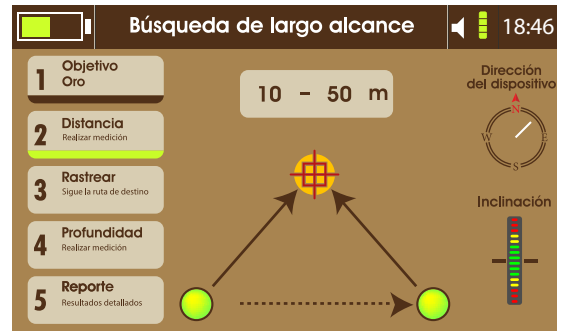 Búsqueda de largo alcance
18:46
1
Objetivo
Oro
2
Distancia
Realizar medición
3
Rastrear
Sigue la ruta de destino
4
Profundidad
Realizar medición
5
Reporte
Resultados detallados
10 - 50 m
Dirección
del dispositivo
N
W
E
S
Inclinación